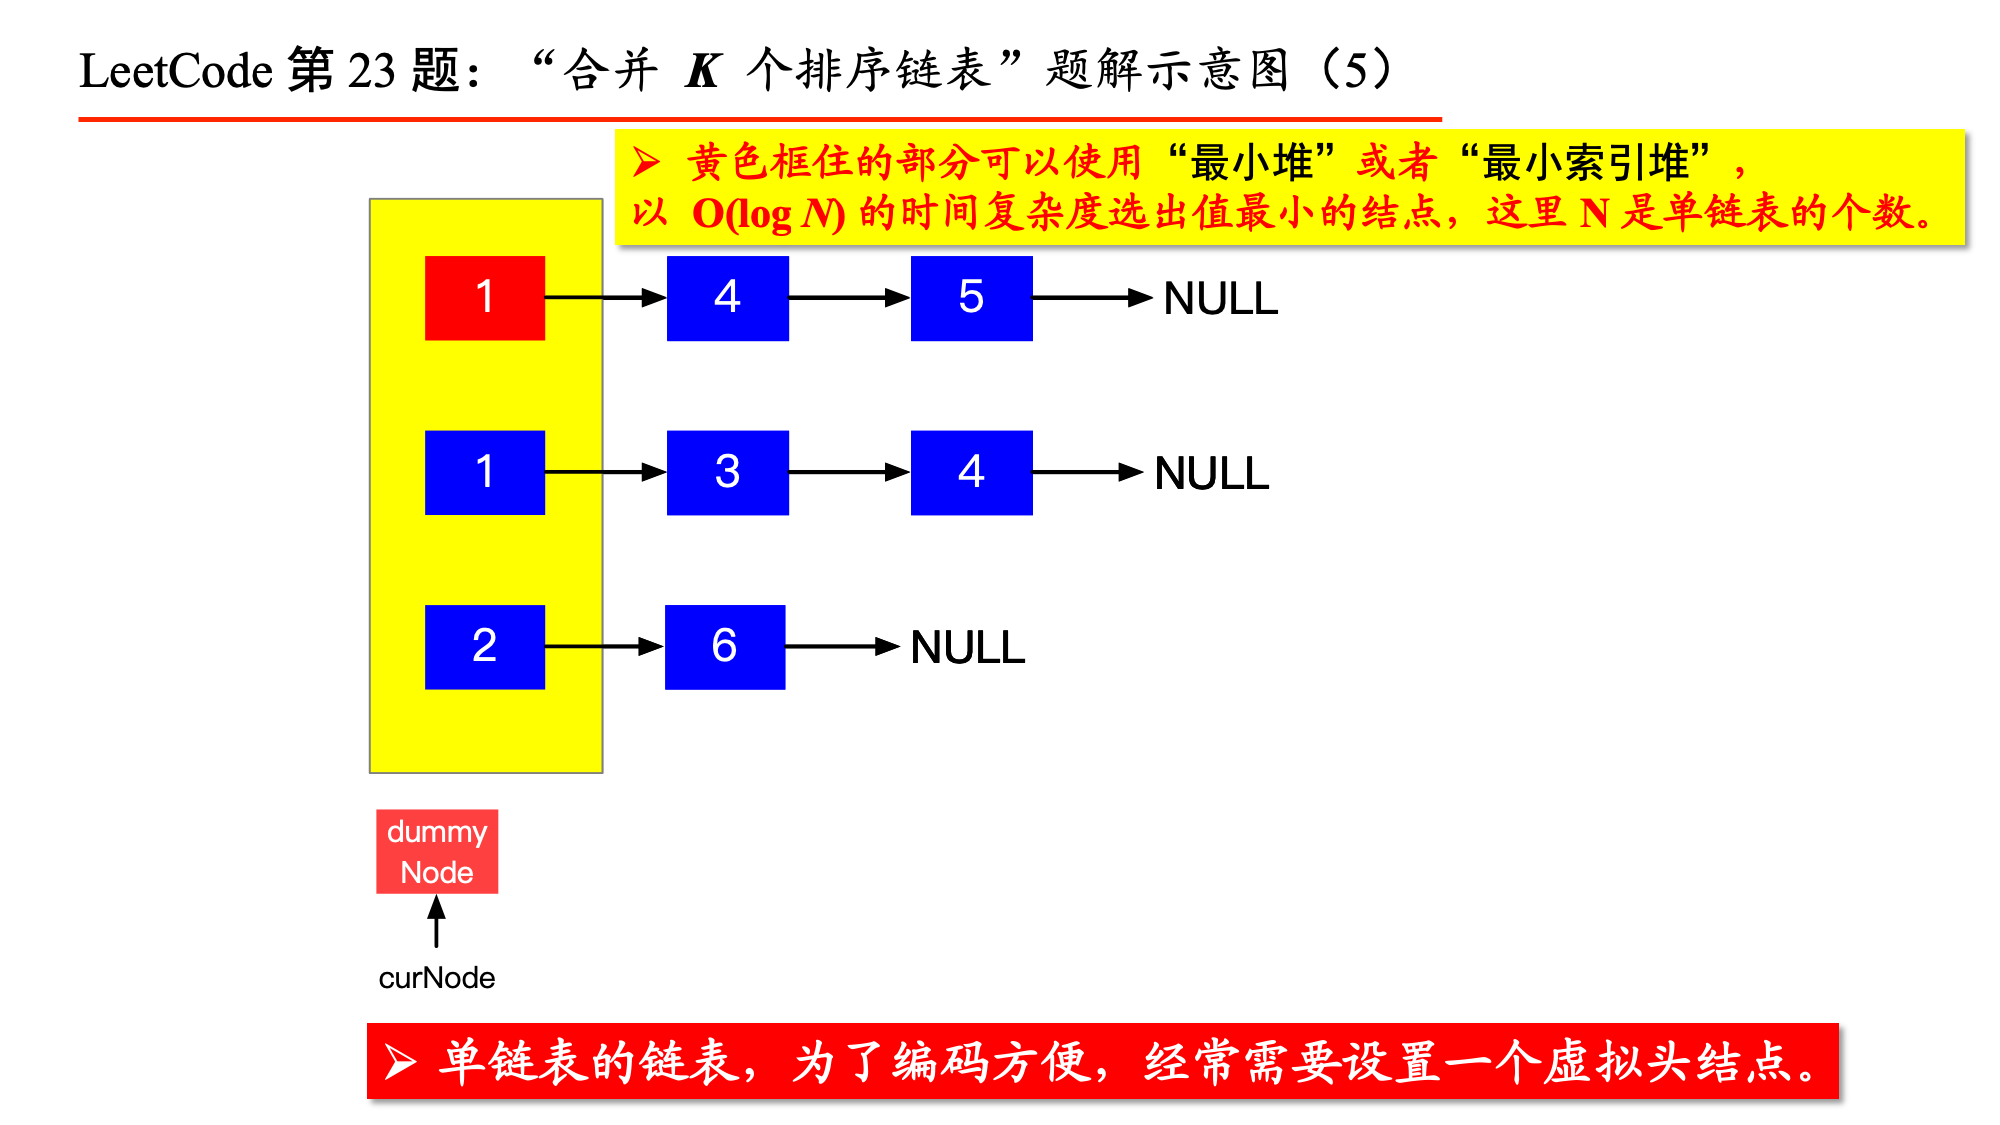 LeetCode 第 23 题：“合并 K 个排序链表”题解示意图（5）
➢ 黄色框住的部分可以使用“最小堆”或者“最小索引堆”，
以 O(log N) 的时间复杂度选出值最小的结点，这里 N 是单链表的个数。
1 4 5 NULL
1 3 4 NULL
2 6 NULL
dummy
Node
curNode
➢ 单链表的链表，为了编码方便，经常需要设置一个虚拟头结点。